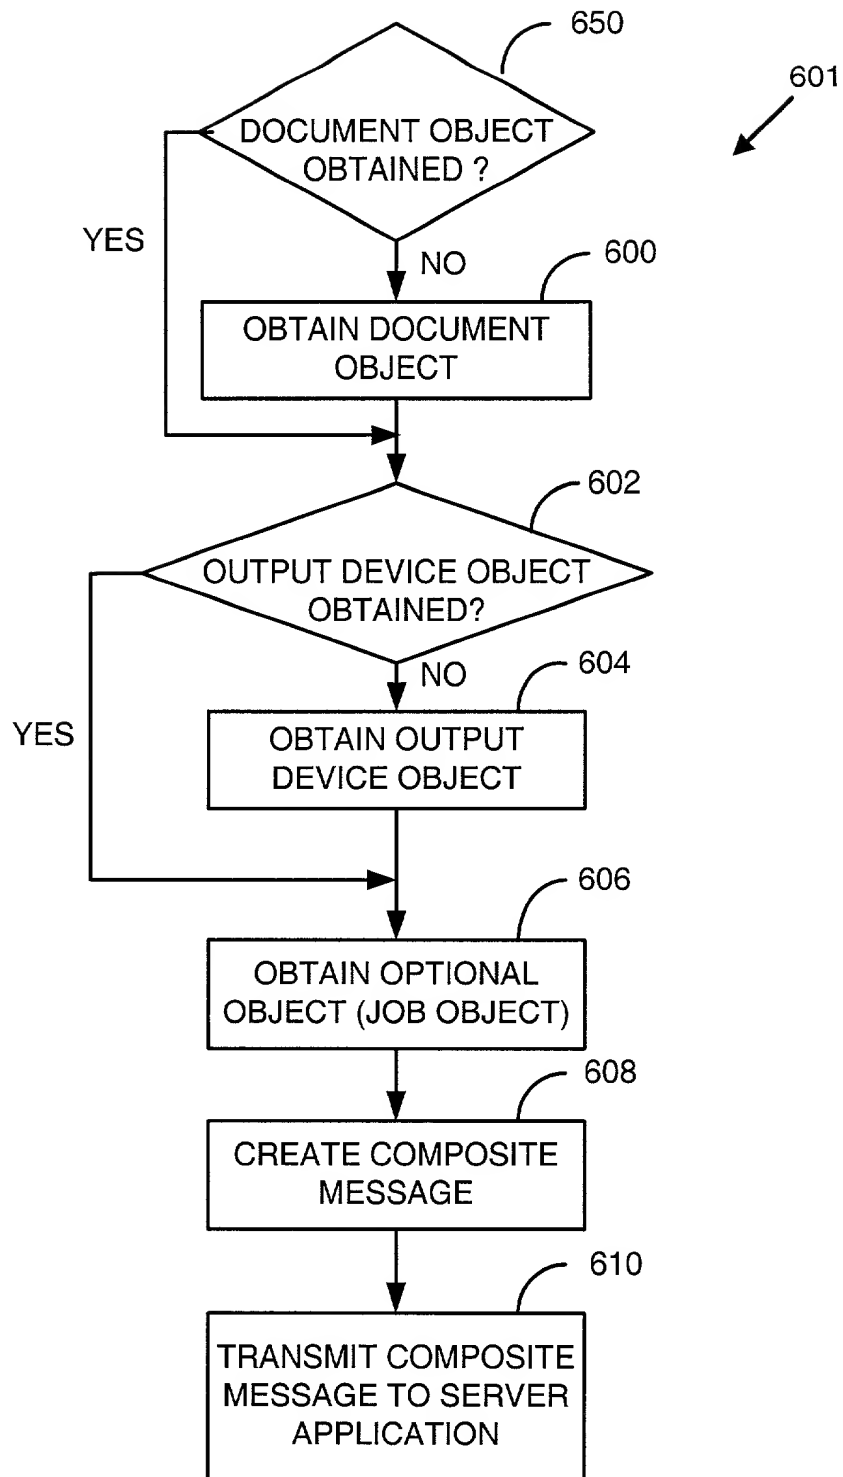 650
601
DOCUMENT OBJECT
OBTAINED ?
YES
NO
600
OBTAIN DOCUMENT
OBJECT
602
OUTPUT DEVICE OBJECT
OBTAINED?
NO
604
YES
OBTAIN OUTPUT
DEVICE OBJECT
606
OBTAIN OPTIONAL
OBJECT (JOB OBJECT)
608
CREATE COMPOSITE
MESSAGE
610
TRANSMIT COMPOSITE
MESSAGE TO SERVER
APPLICATION